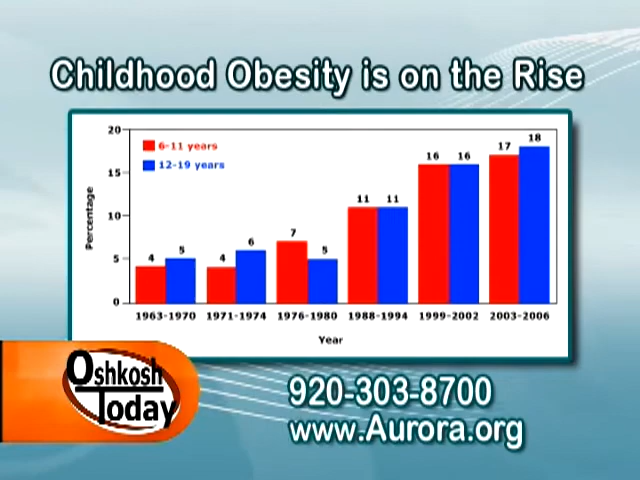 Childhood Obesity is on the Rise
20
15
10
5
0
Percentage
6-11 years
12-19 years
4 5 4 6 7 5 11 11 16 16 17 18
1963-1970 1971-1974 1976-1980 1988-1994 1999-2002 2003-2006
Year
Oshkosh
Today
920-303-8700
www.Aurora.org